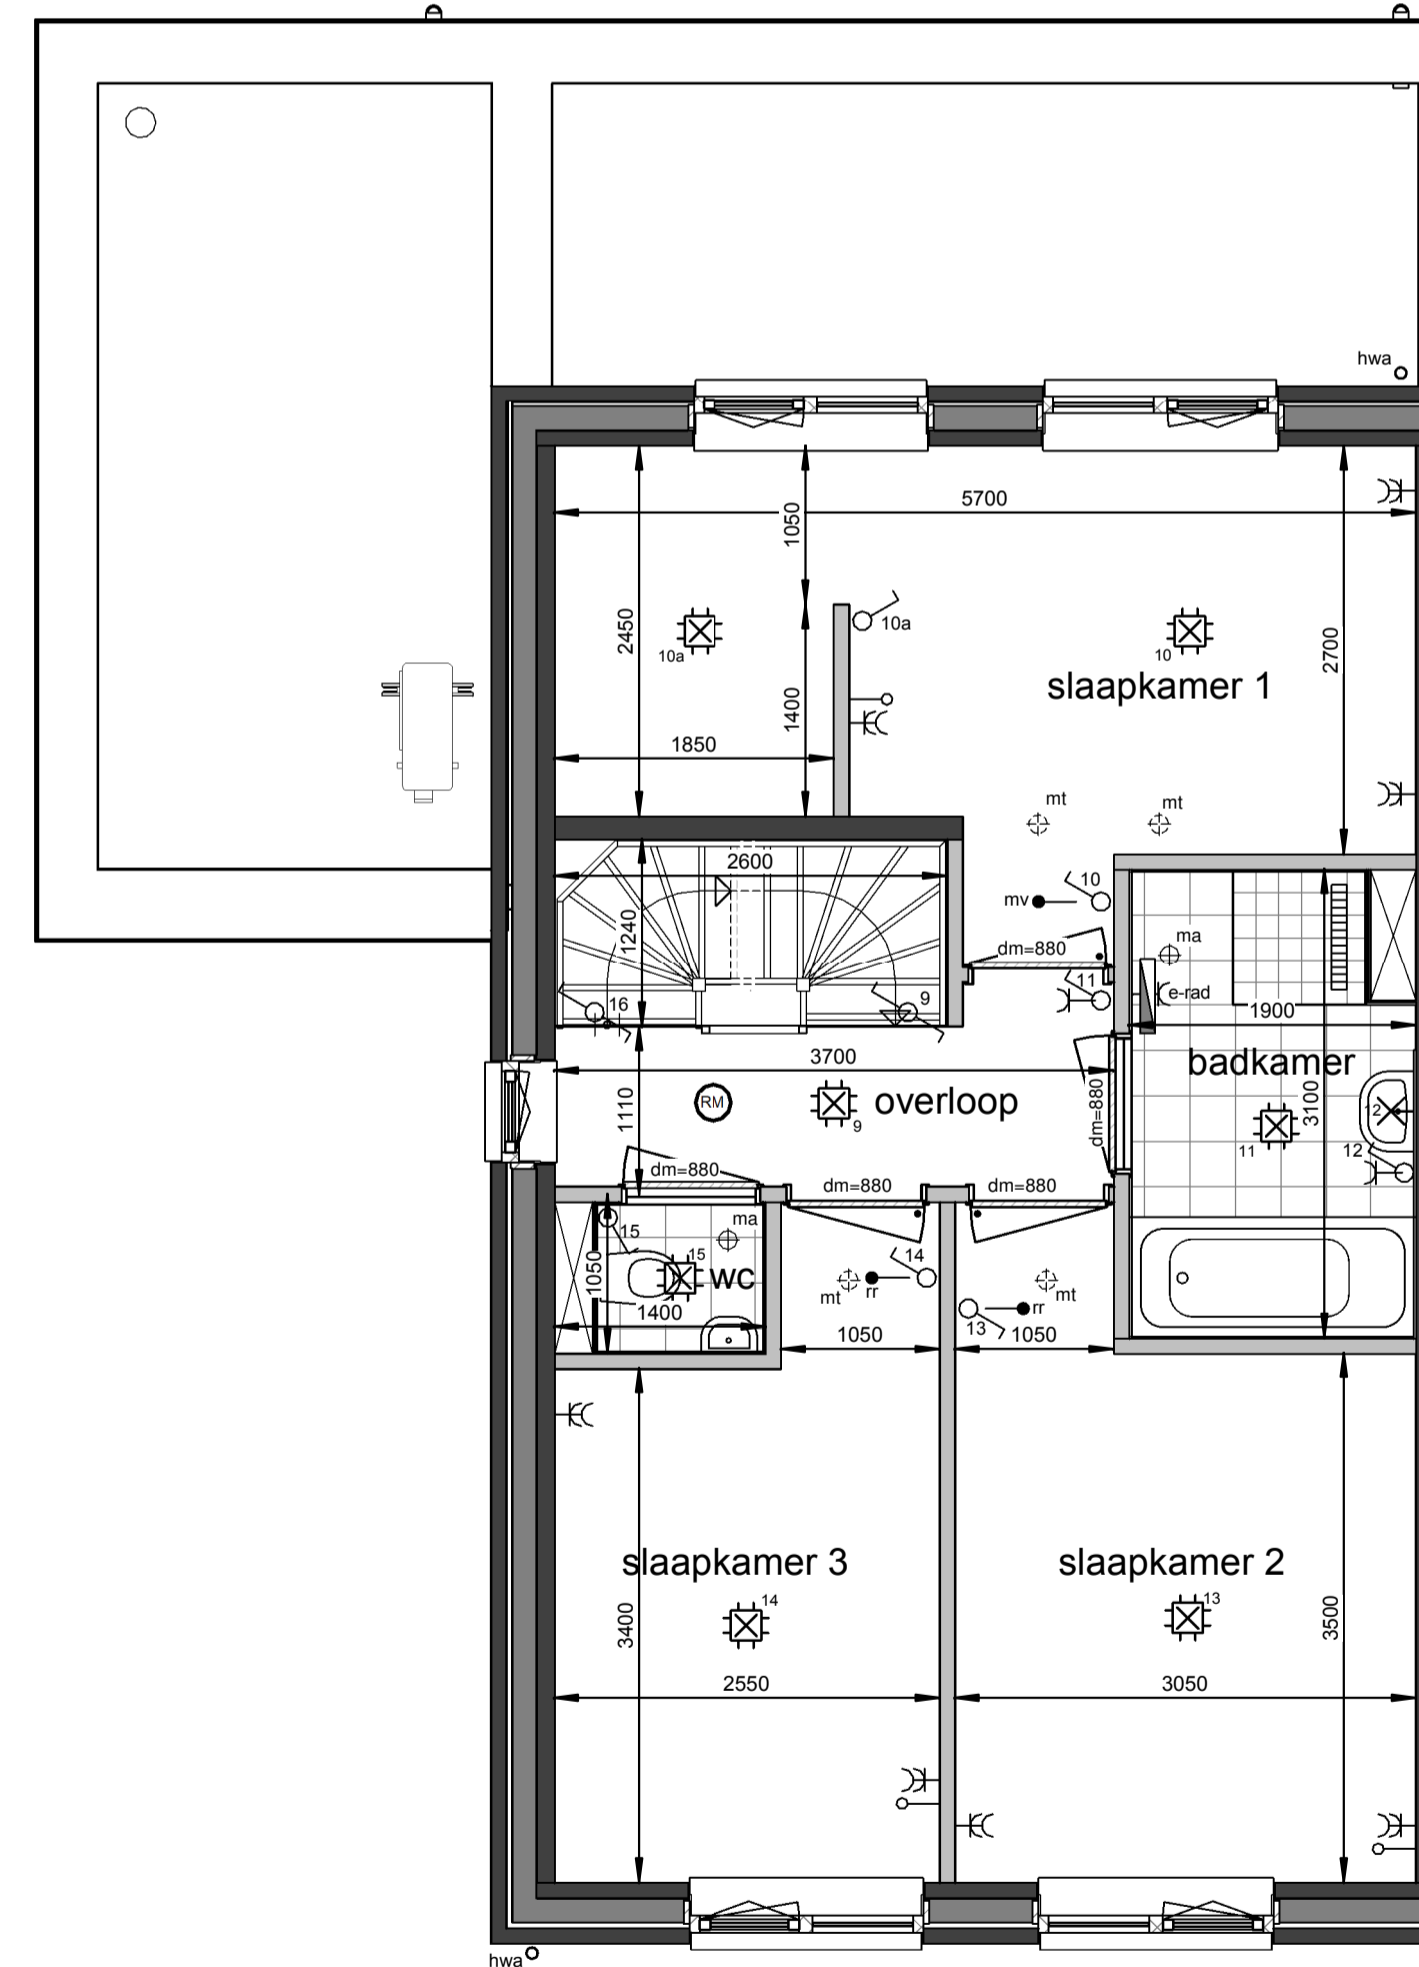 hwa
5700
1050
2450
10a
10a
10
2700
slaapkamer 1
1400
1850
mt
mt
2600
10
mv
1240
dm=880
ma
11
e-rad
16
9
1900
3700
badkamer
RM
overloop
9
1110
dm=880
3100
12
11
12
dm=880
dm=880
dm=880
15
ma
15
1050
wc
14
mt
rr
rr
mt
1400
13
1050
1050
slaapkamer 3
slaapkamer 2
14
13
3400
3500
2550
3050
hwa